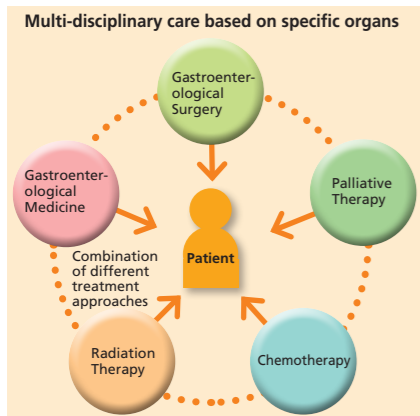 Multi-disciplinary care based on specific organs
Gastroenter-
ological
Surgery
Gastroenter-
ological
Medicine
Palliative
Therapy
Patient
Combination
of different
treatment
approaches
Radiation
Therapy
Chemotherapy